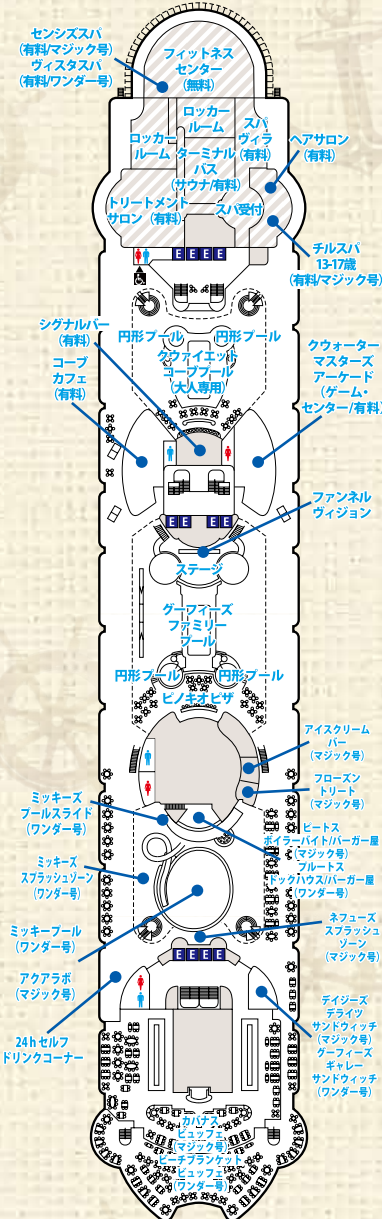 センシズスパ
(有料/マジック号)
ヴィスタスパ
(有料/ワンダー号)
フィットネス
センター
(無料)
ロッカー
ルーム
ロッカー
ルーム
ターミナル
バス
(サウナ/有料)
スパ
ヴィラ
(有料)
ヘアサロン
(有料)
トリートメント
サロン (有料)
スパ受付
チルスパ
13-17歳
(有料/マジック号)
E E E E
シグナルバー
(有料)
円形プール
円形プール
クワァイエット
コーブプール
(大人専用)
コーブ
カフェ
(有料)
クウォーター
マスターズ
アーケード
(ゲーム・
センター/有料)
E E E E
ファンネル
ヴィジョン
ステージ
グーフィーズ
ファミリー
プール
円形プール
円形プール
ピノキオピザ
アイスクリーム
バー
(マジック号)
フローズン
トリート
(マジック号)
ミッキーズ
プールスライド
(ワンダー号)
ピートス
ボイラーバイト/バーガー屋
(マジック号)
プルートス
ドックハウス/バーガー屋
(ワンダー号)
ミッキーズ
スプラッシュゾーン
(ワンダー号)
ミッキープール
(ワンダー号)
ネフューズ
スプラッシュ
ゾーン
(マジック号)
アクアラボ
(マジック号)
E E E E
24hセルフ
ドリンクコーナー
デイジーズ
デライツ
サンドウィッチ
(マジック号)
グーフィーズ
ギャレー
サンドウィッチ
(ワンダー号)
カバナス
ビュッフェ
(マジック号)
ビーチブランケット
ビュッフェ
(ワンダー号)